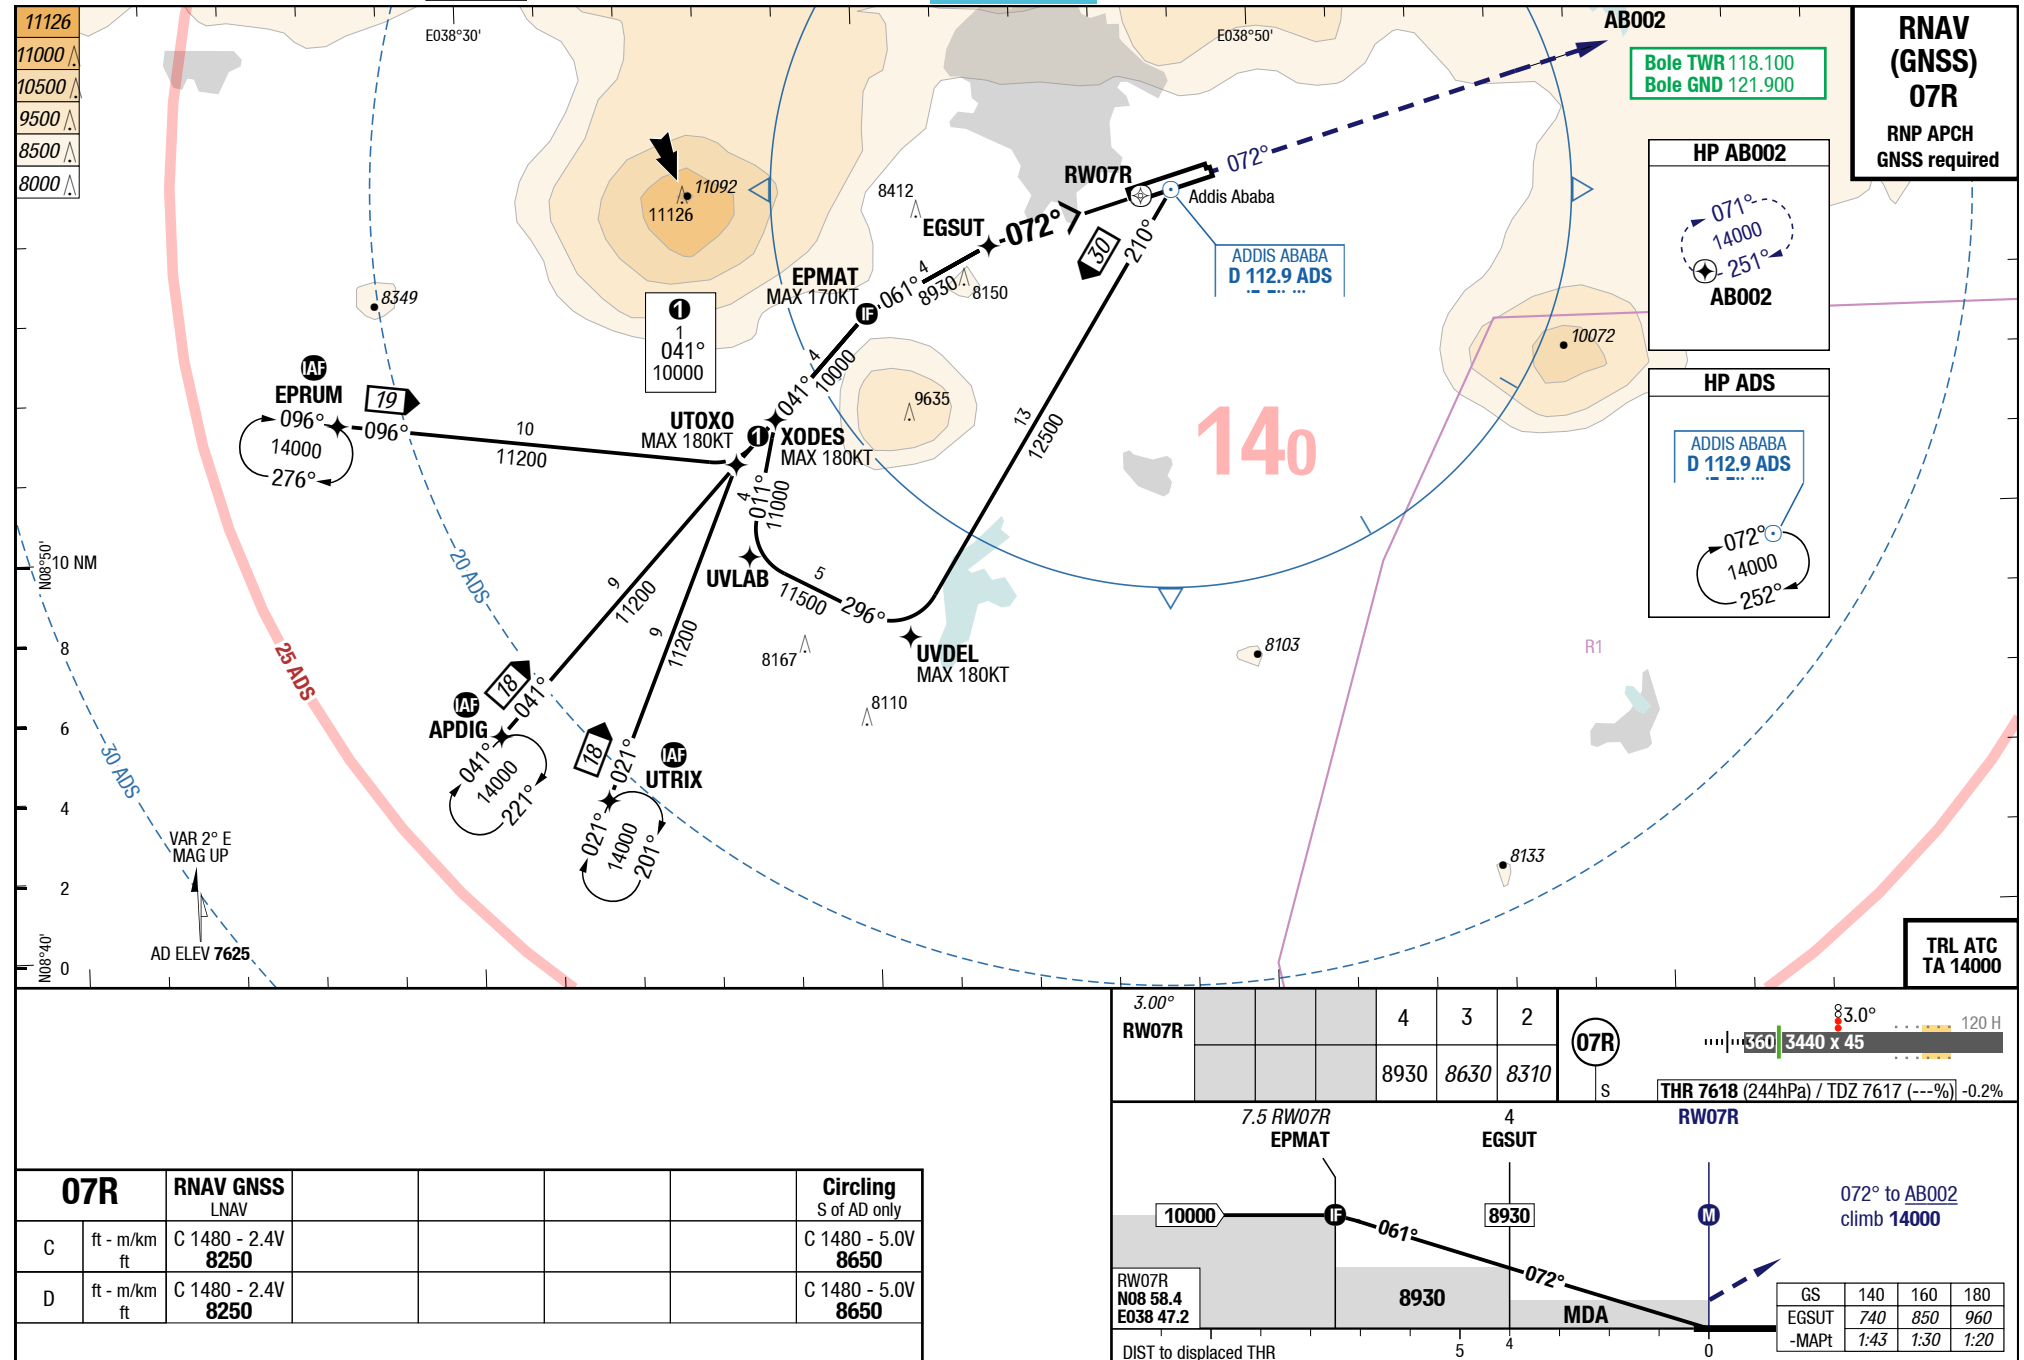 11126
11000
10500
9500
8500
8000
E038°30'
E038°50'
AB002
Bole TWR 118.100
Bole GND 121.900
RNAV
(GNSS)
07R
RNP APCH
GNSS required
HP AB002
071°
14000
251°
AB002
HP ADS
ADDIS ABABA
D 112.9 ADS
072°
14000
252°
11092
11126
8412
RW07R
072°
Addis Ababa
EGSUT
072°
30
210°
ADDIS ABABA
D 112.9 ADS
EPMAT
MAX 170KT
IF
061°
4
8930
8150
8349
1
1
041°
10000
4
10000
041°
10072
IAF
EPRUM
19
096°
096°
14000
276°
10
11200
UTOXO
MAX 180KT
1
XODES
MAX 180KT
9635
13
12500
140
4
011°
11000
UVLAB
5
11500
296°
UVDEL
MAX 180KT
N08°50'
10 NM
20 ADS
9
11200
9
11200
8167
8110
8103
R1
8
25 ADS
18
041°
IAF
APDIG
6
041°
14000
221°
18
021°
IAF
UTRIX
30 ADS
4
021°
14000
201°
VAR 2° E
MAG UP
2
8133
AD ELEV 7625
N08°40'
0
TRL ATC
TA 14000
3.00°
RW07R
4 3 2
8930 8630 8310
07R
S
3.0°
120 H
360 3440 x 45
THR 7618 (244hPa) / TDZ 7617 (---%) -0.2%
7.5 RW07R
EPMAT
4
EGSUT
RW07R
10000
IF
061°
8930
M
072° to AB002
climb 14000
072°
8930
MDA
RW07R
N08 58.4
E038 47.2
DIST to displaced THR
5
4
0
GS 140 160 180
EGSUT 740 850 960
-MAPt 1:43 1:30 1:20
07R
RNAV GNSS
LNAV
Circling
S of AD only
C
ft - m/km
ft
C 1480 - 2.4V
8250
C 1480 - 5.0V
8650
D
ft - m/km
ft
C 1480 - 2.4V
8250
C 1480 - 5.0V
8650